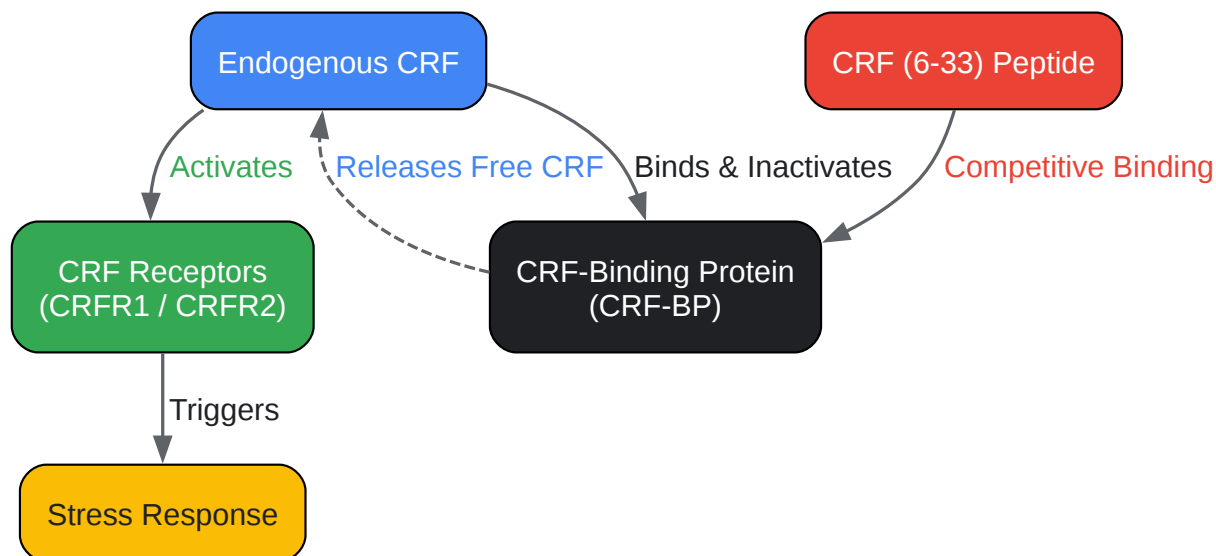 Endogenous CRF
CRF (6-33) Peptide
Activates
Releases Free CRF
Binds & Inactivates
Competitive Binding
CRF Receptors
(CRFR1 / CRFR2)
CRF-Binding Protein
(CRF-BP)
Triggers
Stress Response